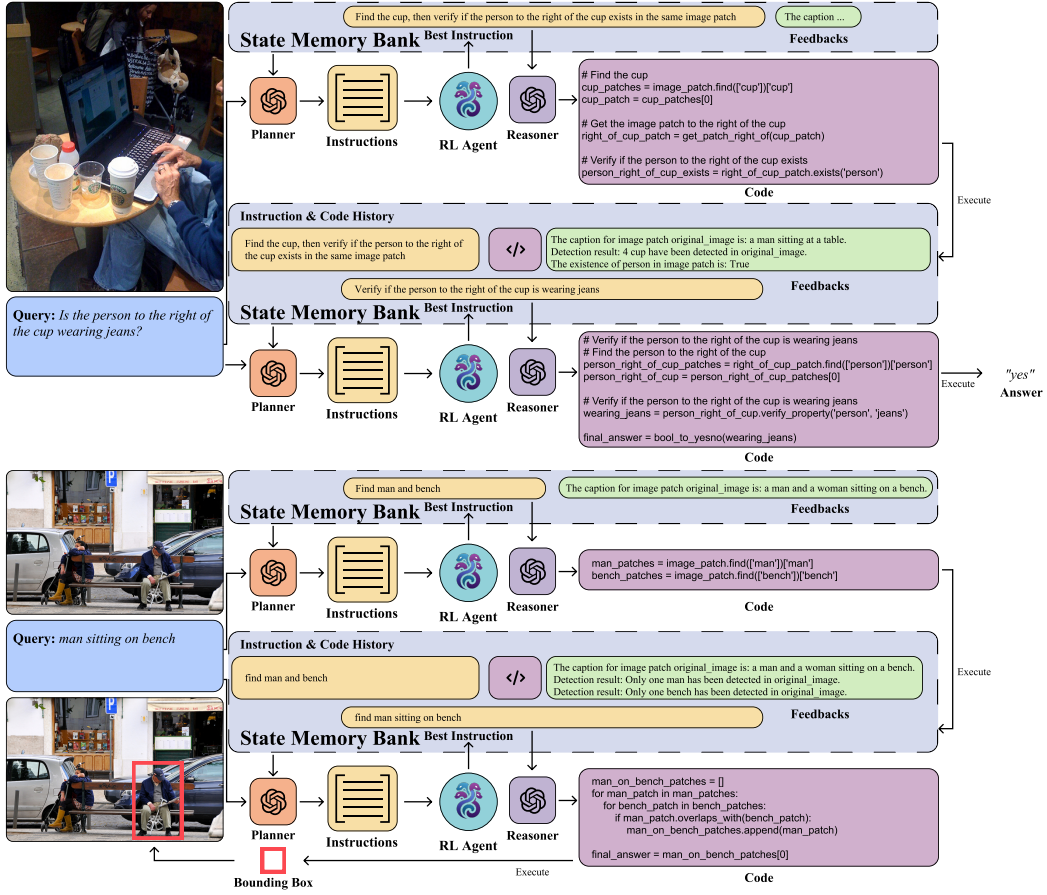 Find the cup, then verify if the person to the right of the cup exists in the same image patch
The caption ...
State Memory Bank
Best Instruction
Feedbacks
Planner
Instructions
RL Agent
Reasoner
# Find the cup
cup_patches = image_patch.find(['cup'])['cup']
cup_patch = cup_patches[0]
# Get the image patch to the right of the cup
right_of_cup_patch = get_patch_right_of(cup_patch)
# Verify if the person to the right of the cup exists
person_right_of_cup_exists = right_of_cup_patch.exists('person')
Code
Execute
Instruction & Code History
Find the cup, then verify if the person to the right of
the cup exists in the same image patch
</>
The caption for image patch original_image is: a man sitting at a table.
Detection result: 4 cup have been detected in original_image.
The existence of person in image patch is: True
Feedbacks
Verify if the person to the right of the cup is wearing jeans
State Memory Bank
Best Instruction
Query: Is the person to the right of
the cup wearing jeans?
Planner
Instructions
RL Agent
Reasoner
# Verify if the person to the right of the cup is wearing jeans
# Find the person to the right of the cup
person_right_of_cup_patches = right_of_cup_patch.find(['person'])['person']
person_right_of_cup = person_right_of_cup_patches[0]
# Verify if the person to the right of the cup is wearing jeans
wearing_jeans = person_right_of_cup.verify_property('person', 'jeans')
final_answer = bool_to_yesno(wearing_jeans)
Code
Execute
"yes"
Answer
P
Find man and bench
The caption for image patch original_image is: a man and a woman sitting on a bench.
State Memory Bank
Best Instruction
Feedbacks
Planner
Instructions
RL Agent
Reasoner
man_patches = image_patch.find(['man'])['man']
bench_patches = image_patch.find(['bench'])['bench']
Code
Execute
Query: man sitting on bench
Instruction & Code History
find man and bench
</>
The caption for image patch original_image is: a man and a woman sitting on a bench.
Detection result: Only one man has been detected in original_image.
Detection result: Only one bench has been detected in original_image.
Feedbacks
find man sitting on bench
State Memory Bank
Best Instruction
P
Planner
Instructions
RL Agent
Reasoner
man_on_bench_patches = []
for man_patch in man_patches:
for bench_patch in bench_patches:
if man_patch.overlaps_with(bench_patch):
man_on_bench_patches.append(man_patch)
final_answer = man_on_bench_patches[0]
Code
Execute
Bounding Box